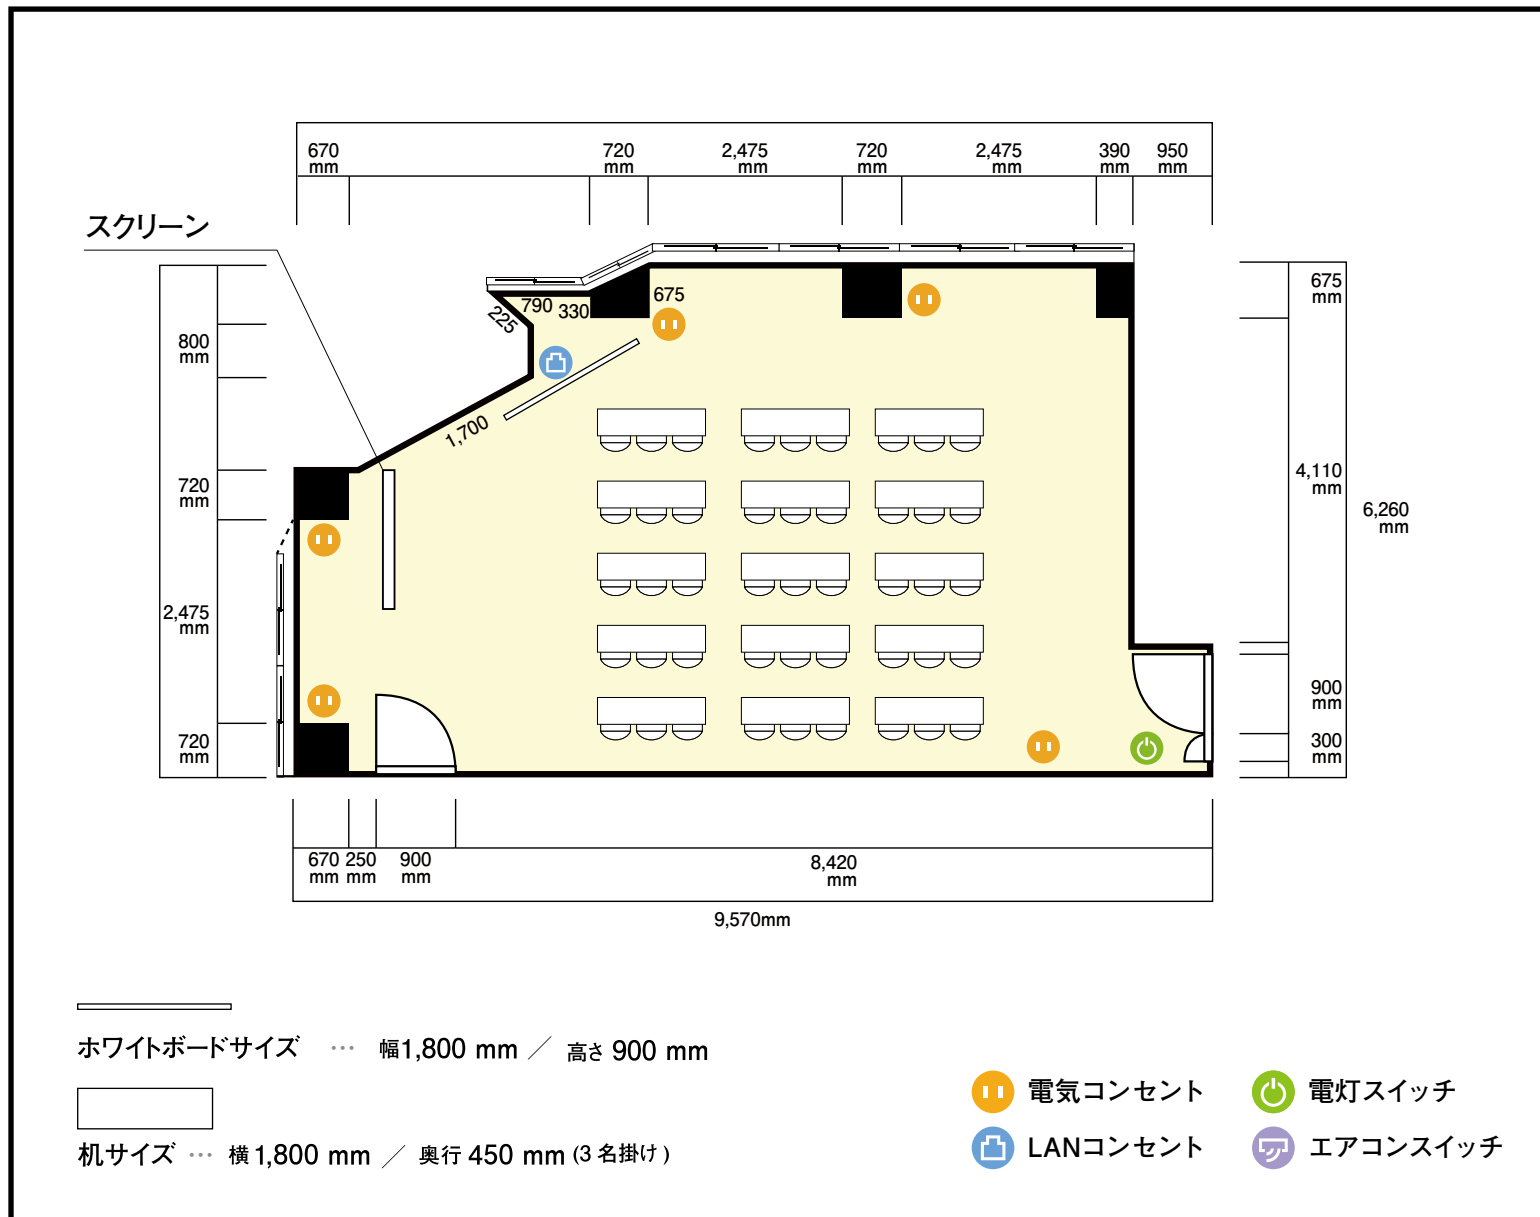 670
mm
720
mm
2,475
mm
720
mm
2,475
mm
390
mm
950
mm
スクリーン
800
mm
720
mm
2,475
mm
720
mm
225
790
330
675
1,700
675
mm
4,110
mm
6,260
mm
900
mm
300
mm
670
mm
250
mm
900
mm
8,420
mm
9,570mm
ホワイトボードサイズ … 幅1,800 mm ／ 高さ 900 mm
机サイズ … 横1,800 mm ／ 奥行 450 mm (3 名掛け)
電気コンセント
電灯スイッチ
LANコンセント
エアコンスイッチ